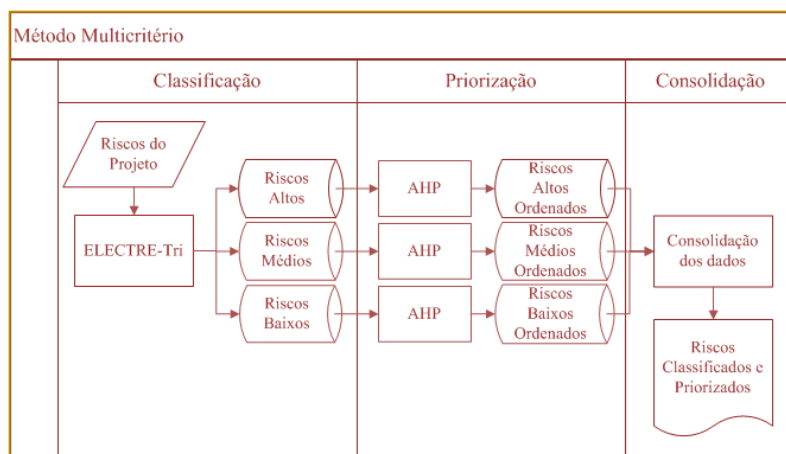 Método Multicritério
Classificação
Priorização
Consolidação
Riscos do
Projeto
ELECTRE-Tri
Riscos
Altos
Riscos
Médios
Riscos
Baixos
AHP
AHP
AHP
Riscos
Altos
Ordenados
Riscos
Médios
Ordenados
Riscos
Baixos
Ordenados
Consolidação
dos dados
Riscos
Classificados e
Priorizados